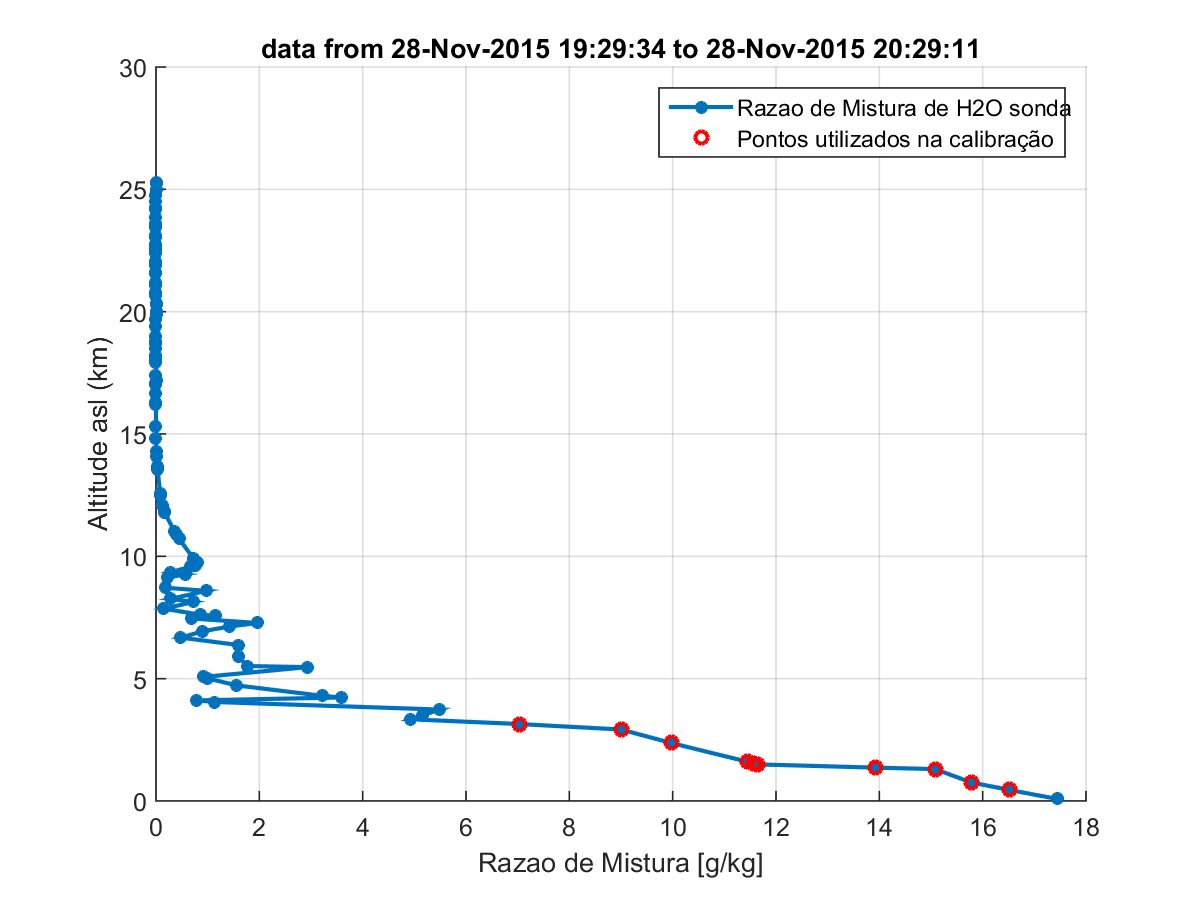 data from 28-Nov-2015 19:29:34 to 28-Nov-2015 20:29:11
Razao de Mistura de H2O sonda
Pontos utilizados na calibração
30
25
20
15
10
5
0
Altitude asl (km)
0 2 4 6 8 10 12 14 16 18
Razao de Mistura [g/kg]